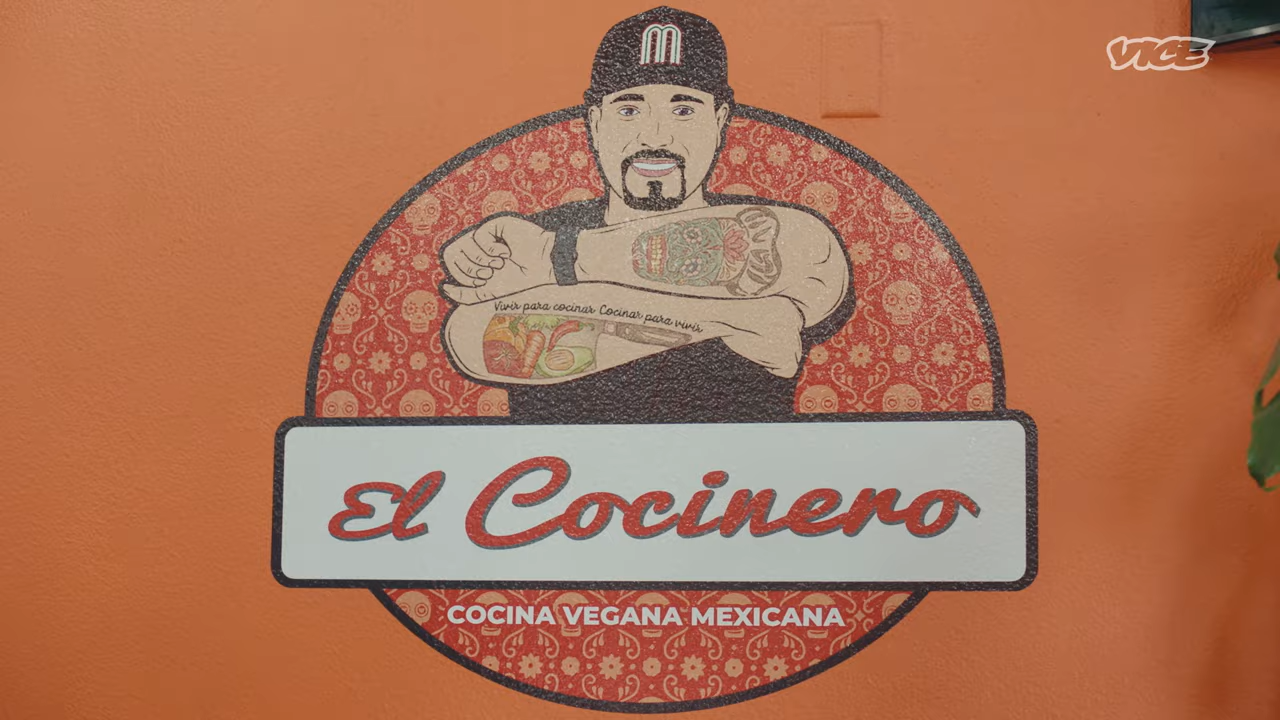 VICE
M
Vivir para cocinar Cocinar para vivir
El Cocinero
COCINA VEGANA MEXICANA